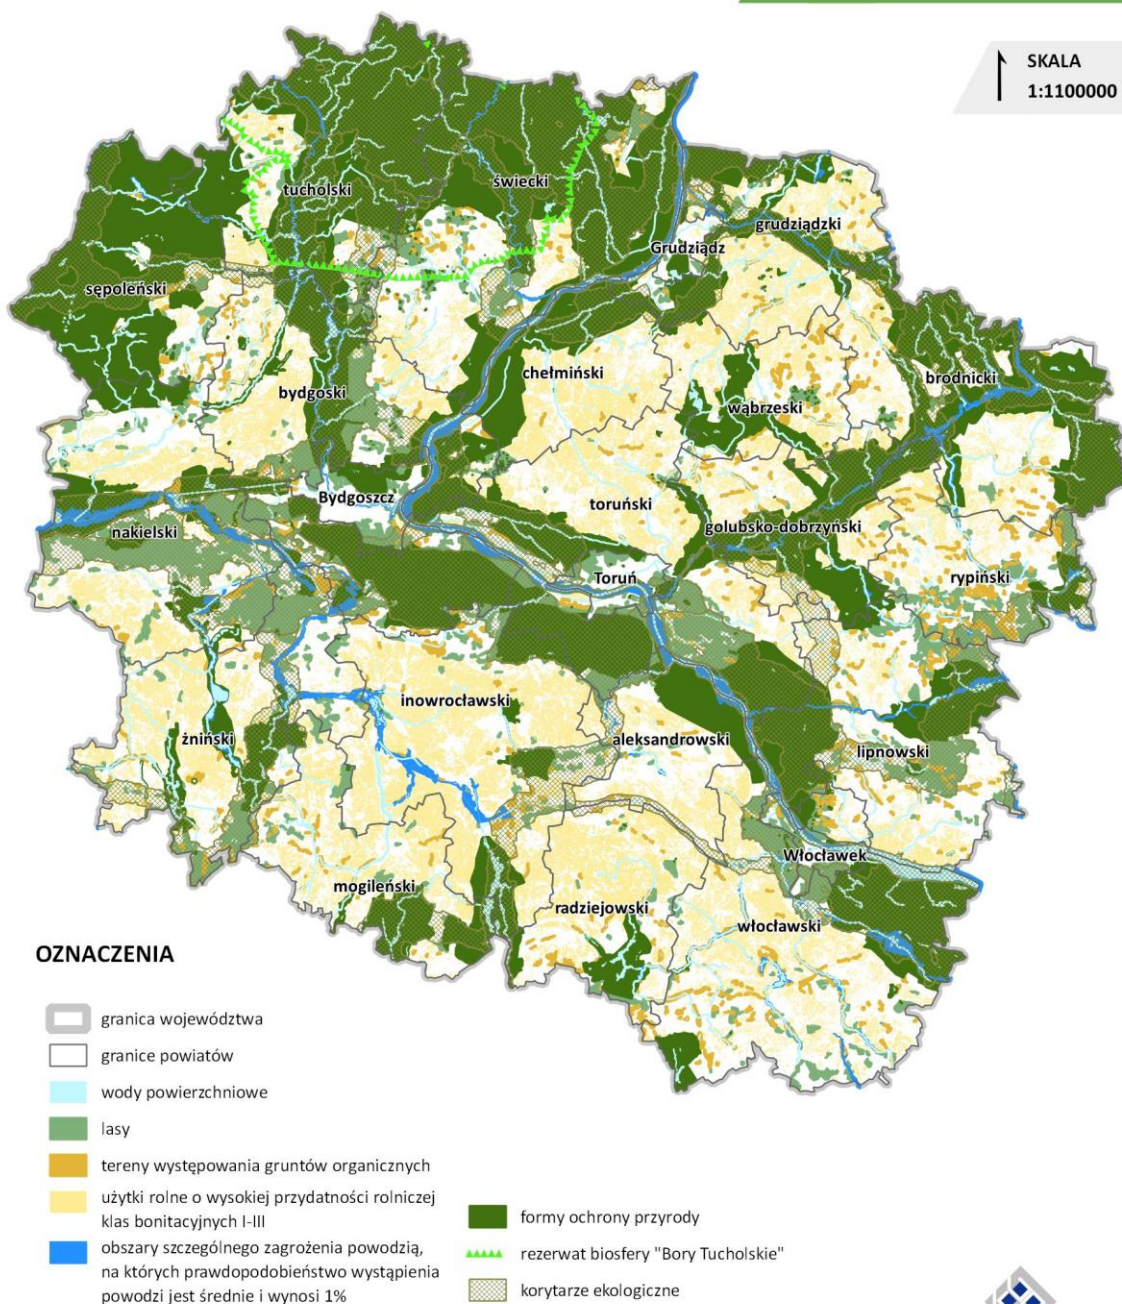 SKALA
1:1100000
tucholski
świecki
grudziądzki
Grudziądz
sępoleński
chełmiński
brodnicki
bydgoski
wąbrzeski
Bydgoszcz
toruński
golubsko-dobrzyński
nakielski
Toruń
rypiński
inowrocławski
żniński
aleksandrowski
lipnowski
Włocławek
mogileński
radziejowski
włocławski
OZNACZENIA
granica województwa
granice powiatów
wody powierzchniowe
lasy
tereny występowania gruntów organicznych
użytki rolne o wysokiej przydatności rolniczej
klas bonitacyjnych I-III
obszary szczególnego zagrożenia powodzią,
na których prawdopodobieństwo wystąpienia
powodzi jest średnie i wynosi 1%
formy ochrony przyrody
rezerwat biosfery "Bory Tucholskie"
korytarze ekologiczne